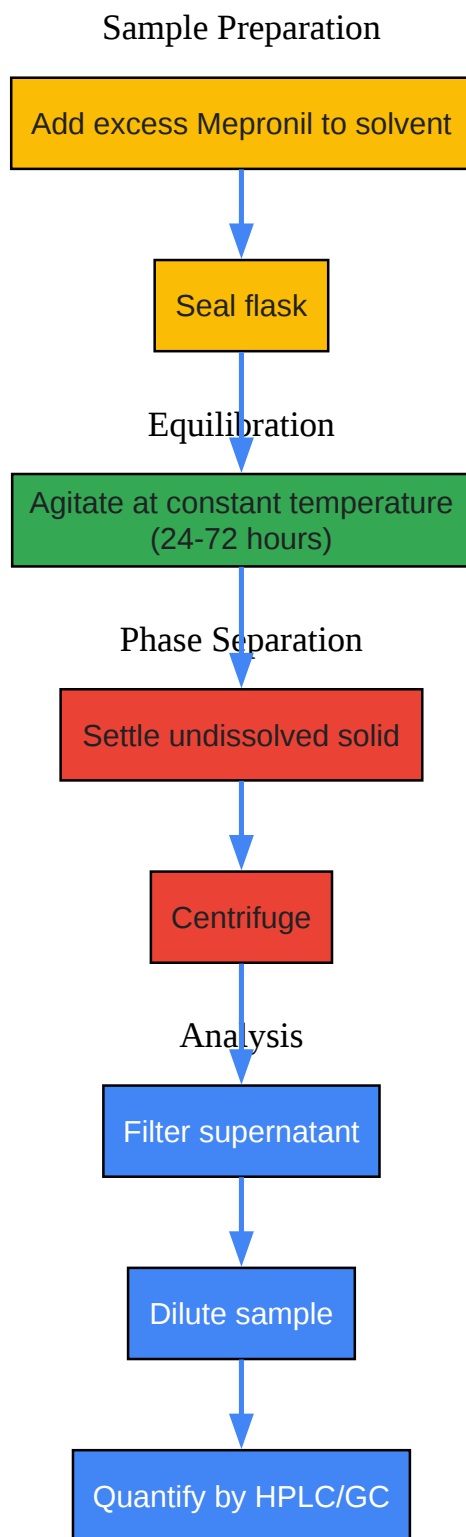 Sample Preparation
Add excess Mepronil to solvent
Seal flask
Equilibration
Agitate at constant temperature
(24-72 hours)
Phase Separation
Settle undissolved solid
Centrifuge
Analysis
Filter supernatant
Dilute sample
Quantify by HPLC/GC